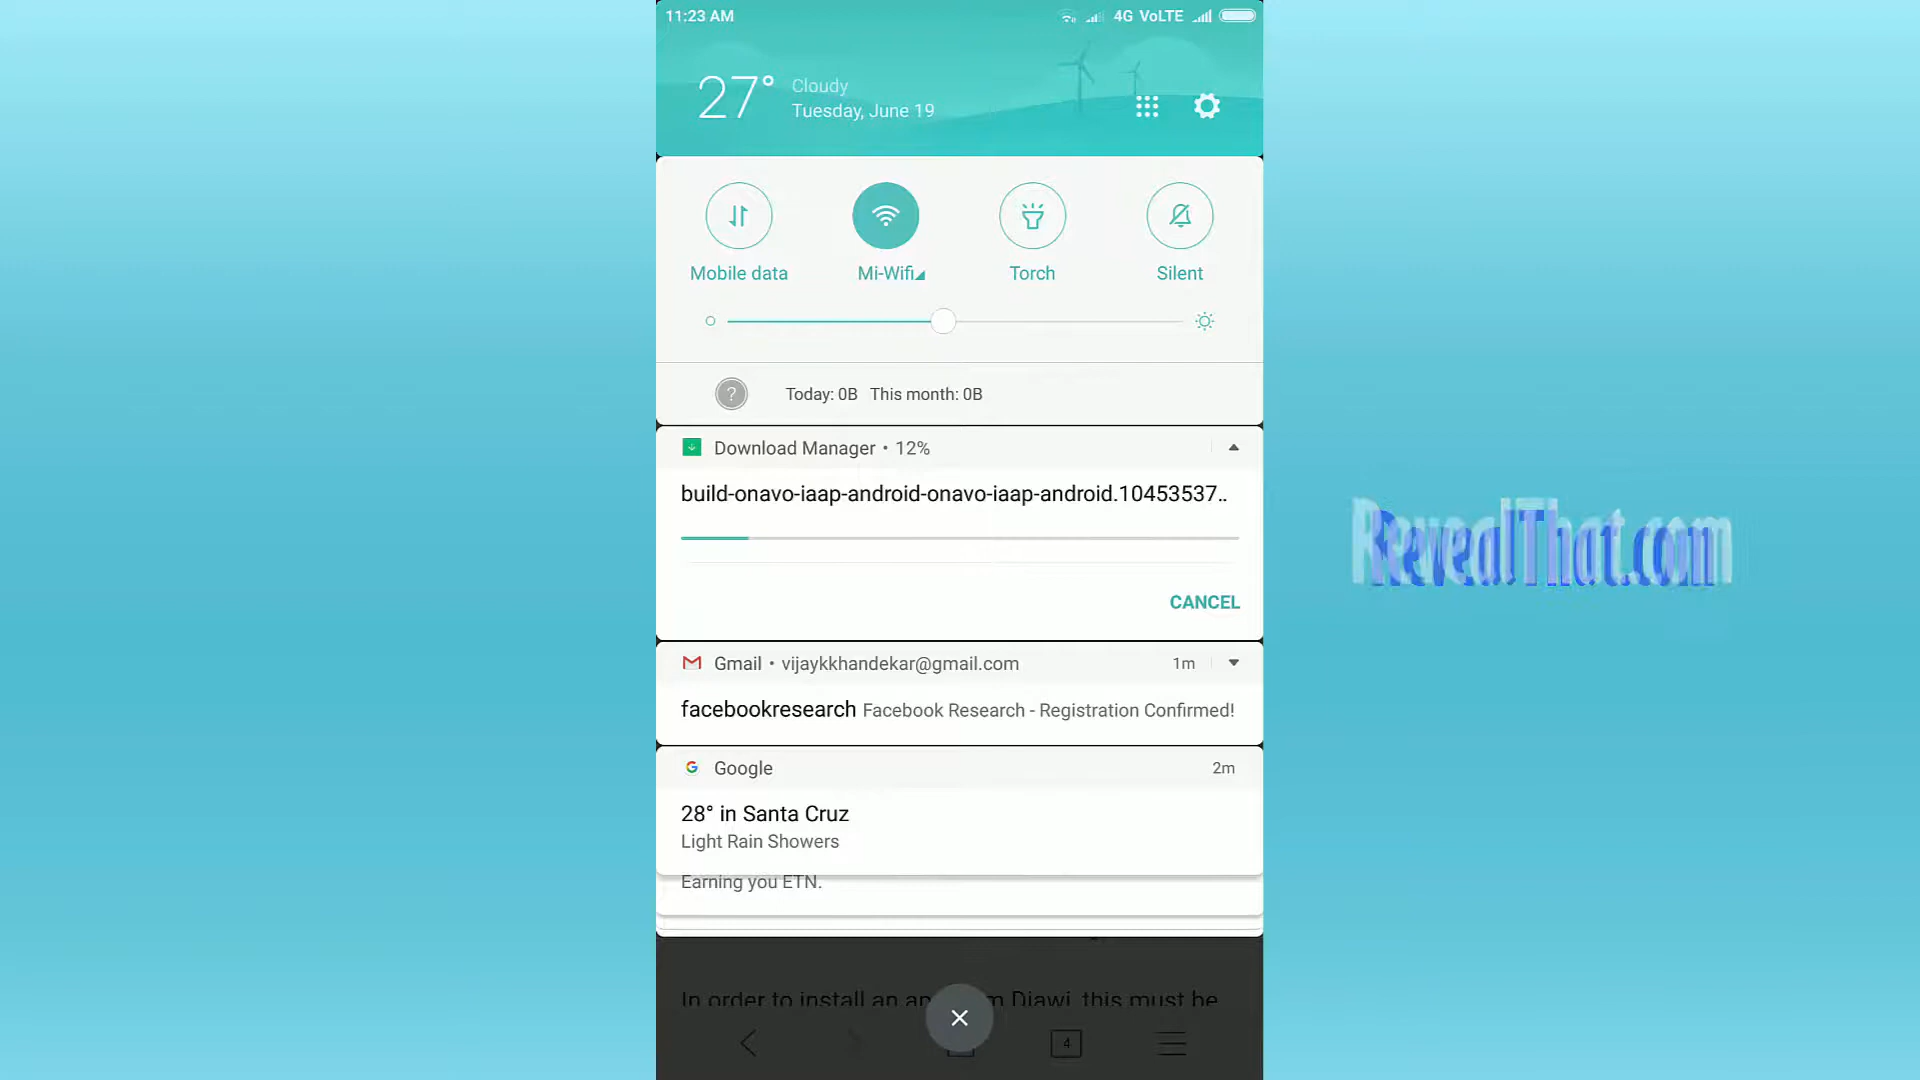 11:23 AM
4G VoLTE
27°
Cloudy
Tuesday, June 19
Mobile data
Mi-Wifi
Torch
Silent
Today: 0B This month: 0B
Download Manager • 12%
build-onavo-iaap-android-onavo-iaap-android.10453537..
CANCEL
Gmail • vijaykkhandekar@gmail.com
1m
facebookresearch Facebook Research - Registration Confirmed!
Google
2m
28° in Santa Cruz
Light Rain Showers
Earning you ETN.
In order to install an ap m Diawi, this must be
4
RevealThat.com